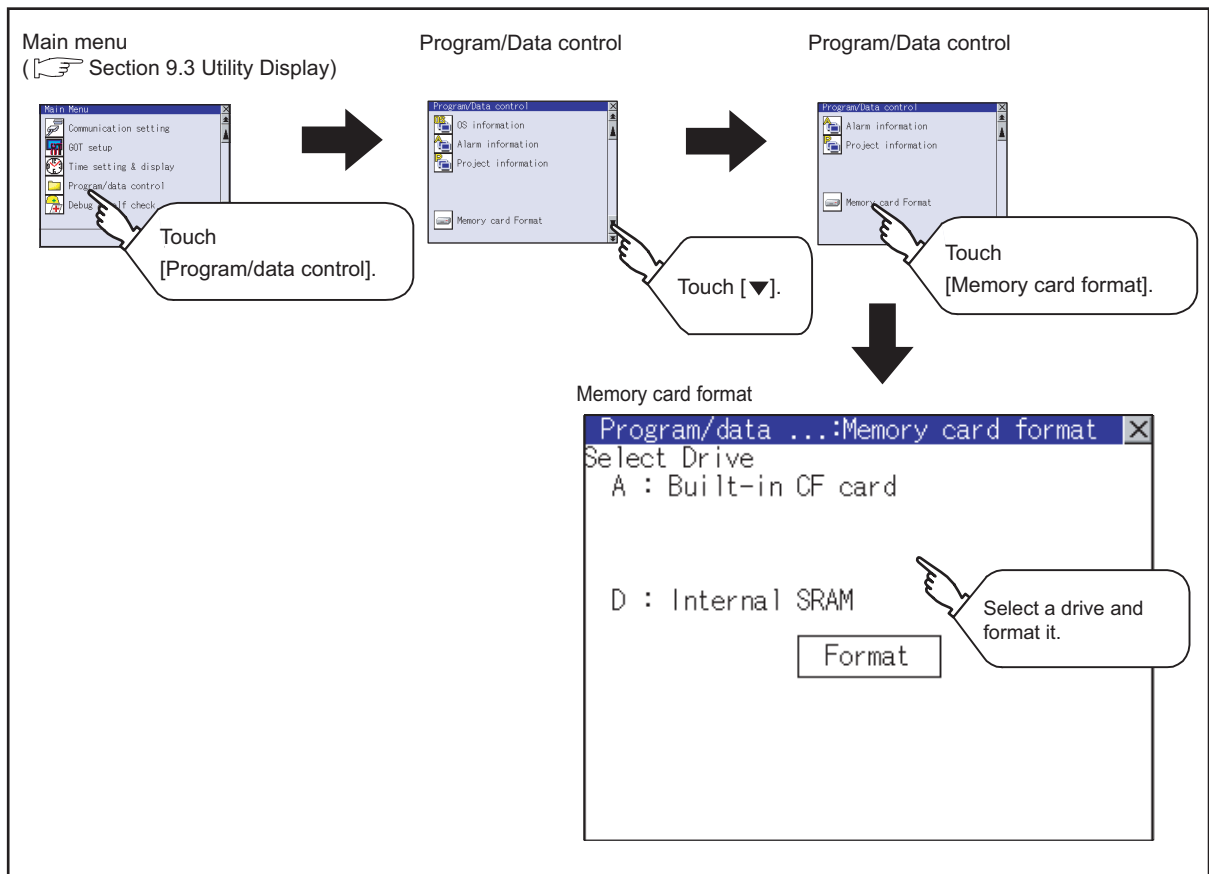 Main menu
( Section 9.3 Utility Display)
Main Menu
Communication setting
GOT setup
Time setting & display
Program/data control
Debug self check
Touch
[Program/data control].
Program/Data control
Program/Data control
OS information
Alarm information
Project information
Memory card Format
Touch [▼].
Program/Data control
Program/Data control
Alarm information
Project information
Memory card Format
Touch
[Memory card format].
Memory card format
Program/data ...:Memory card format
Select Drive
A : Built-in CF card
D : Internal SRAM
Format
Select a drive and
format it.